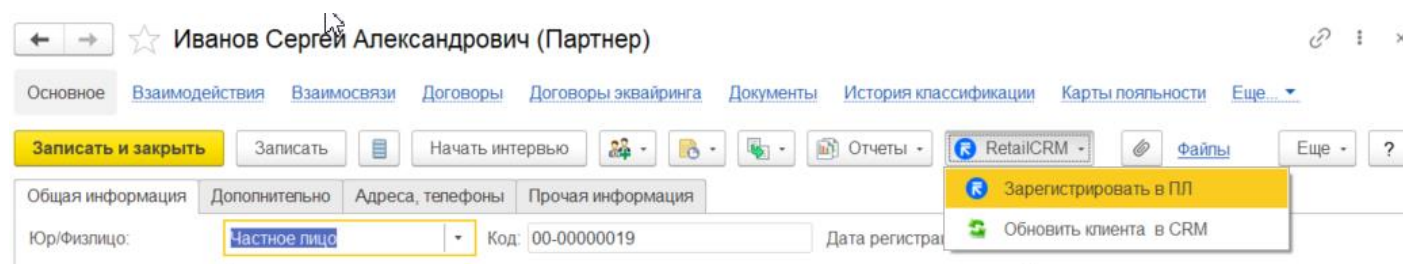 Иванов Сергей Александрович (Партнер)
Основное Взаимодействия Взаимосвязи Договоры Договоры эквайринга Документы История классификации Карты лояльности Еще...
Записать и закрыть Записать Начать интервью Отчеты RetailCRM Файлы Еще ?
Общая информация Дополнительно Адреса, телефоны Прочая информация Зарегистрировать в ПЛ
Юр/Физлицо: Частное лицо Код: 00-00000019 Дата регистра Обновить клиента в CRM